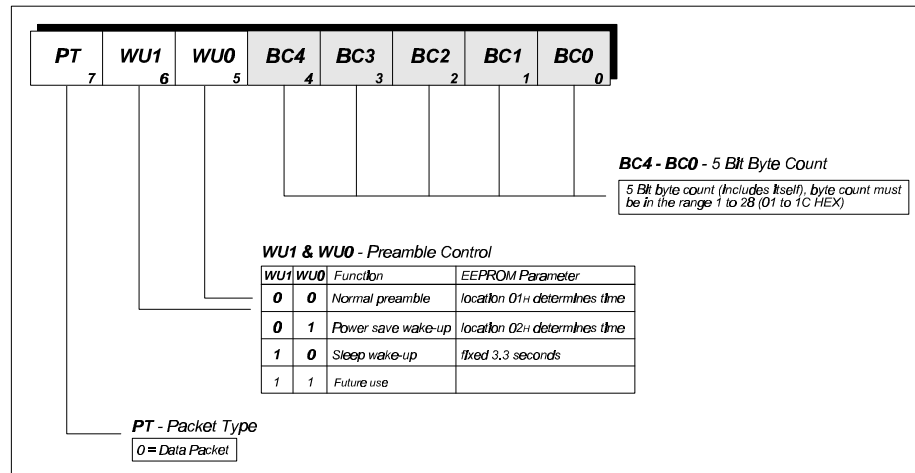 PT WU1 WU0 BC4 BC3 BC2 BC1 BC0
7 6 5 4 3 2 1 0
BC4 - BC0 - 5 Bit Byte Count
5 Bit byte count (includes itself), byte count must
be in the range 1 to 28 (01 to 1C HEX)
WU1 & WU0 - Preamble Control
WU1 WU0 Function EEPROM Parameter
0 0 Normal preamble location 01H determines time
0 1 Power save wake-up location 02H determines time
1 0 Sleep wake-up fixed 3.3 seconds
1 1 Future use
PT - Packet Type
0 = Data Packet